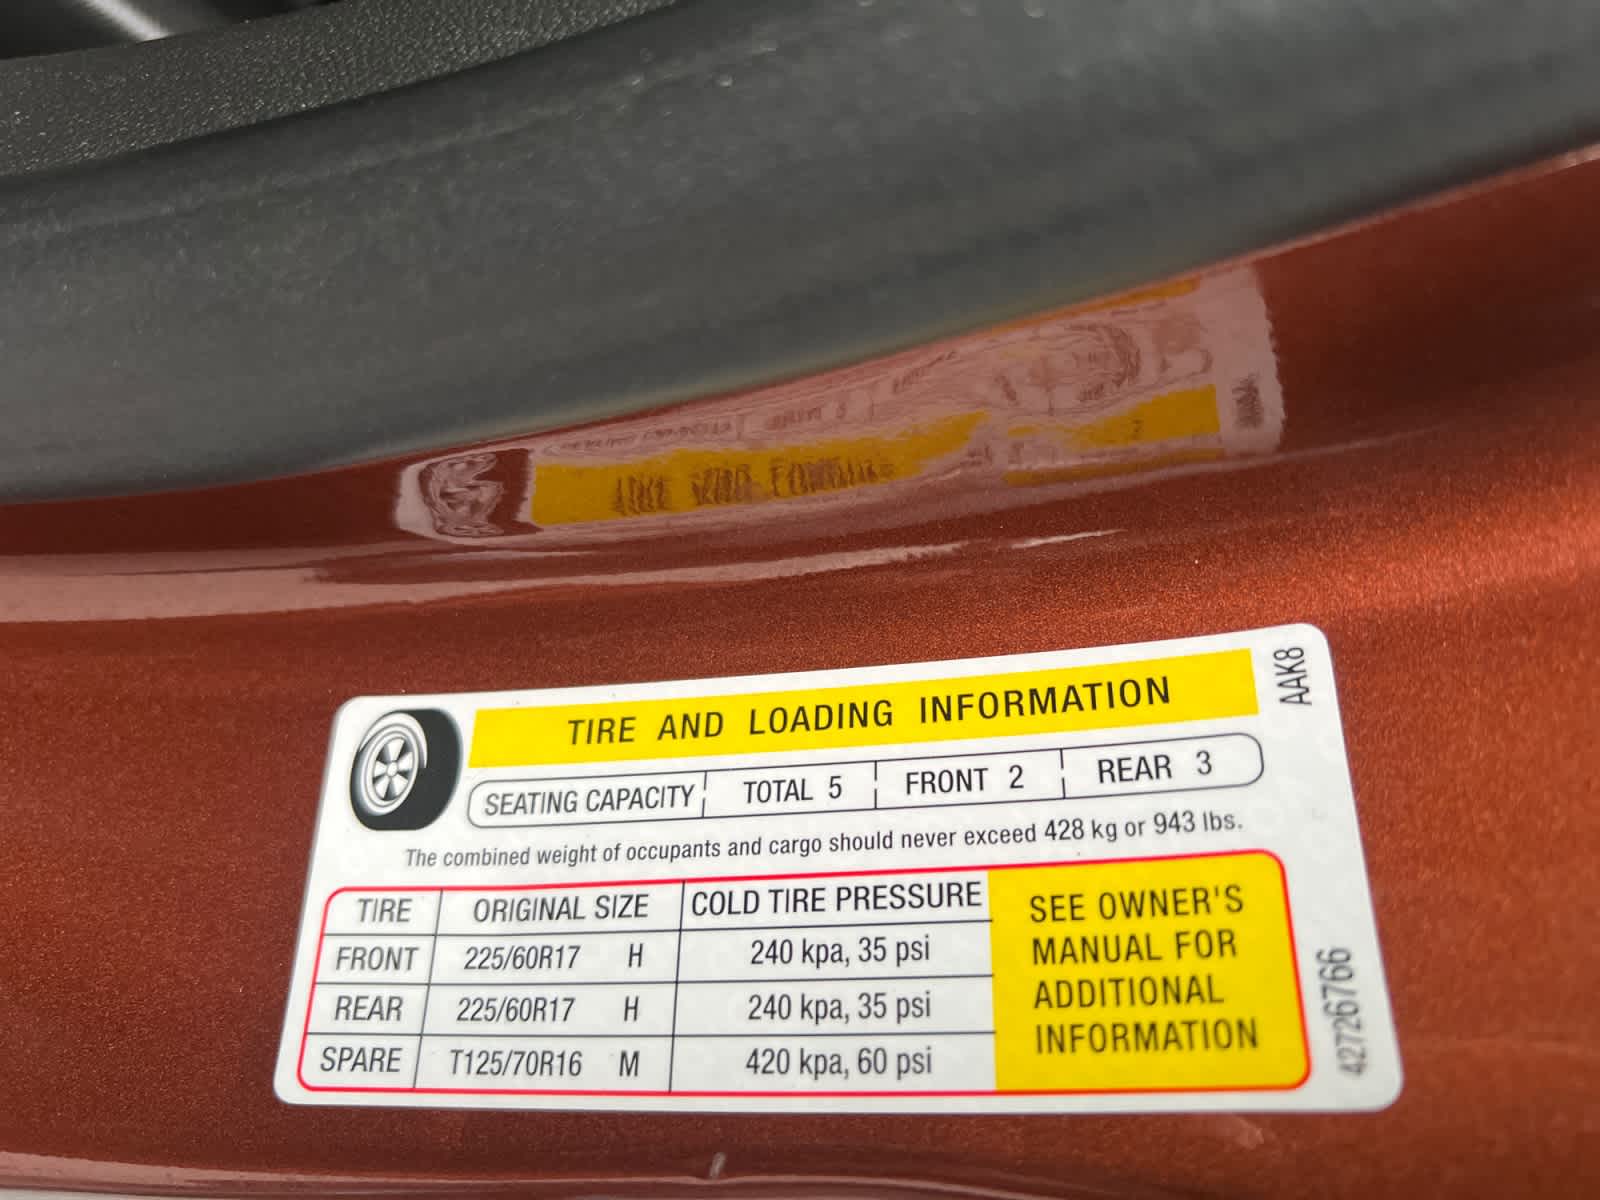 TIRE AND LOADING INFORMATION
AAK8
SEATING CAPACITY TOTAL 5 FRONT 2 REAR 3
The combined weight of occupants and cargo should never exceed 428 kg or 943 lbs.
TIRE ORIGINAL SIZE COLD TIRE PRESSURE
FRONT 225/60R17 H 240 kpa, 35 psi
REAR 225/60R17 H 240 kpa, 35 psi
SPARE T125/70R16 M 420 kpa, 60 psi
SEE OWNER'S
MANUAL FOR
ADDITIONAL
INFORMATION
42726766